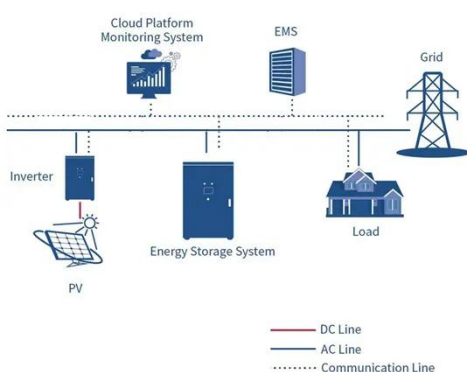 Cloud Platform
Monitoring System
EMS
Grid
Inverter
Energy Storage System
Load
PV
DC Line
AC Line
Communication Line